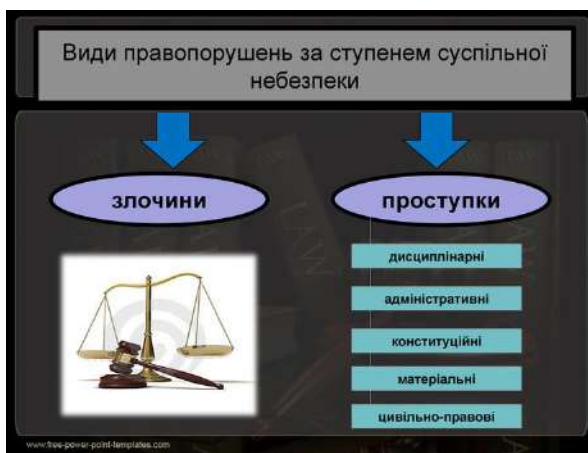 Види правопорушень за ступенем суспільної
небезпеки
злочини
проступки
дисциплінарні
адміністративні
конституційні
матеріальні
цивільно-правові
LAW
www.free-power-point-templates.com